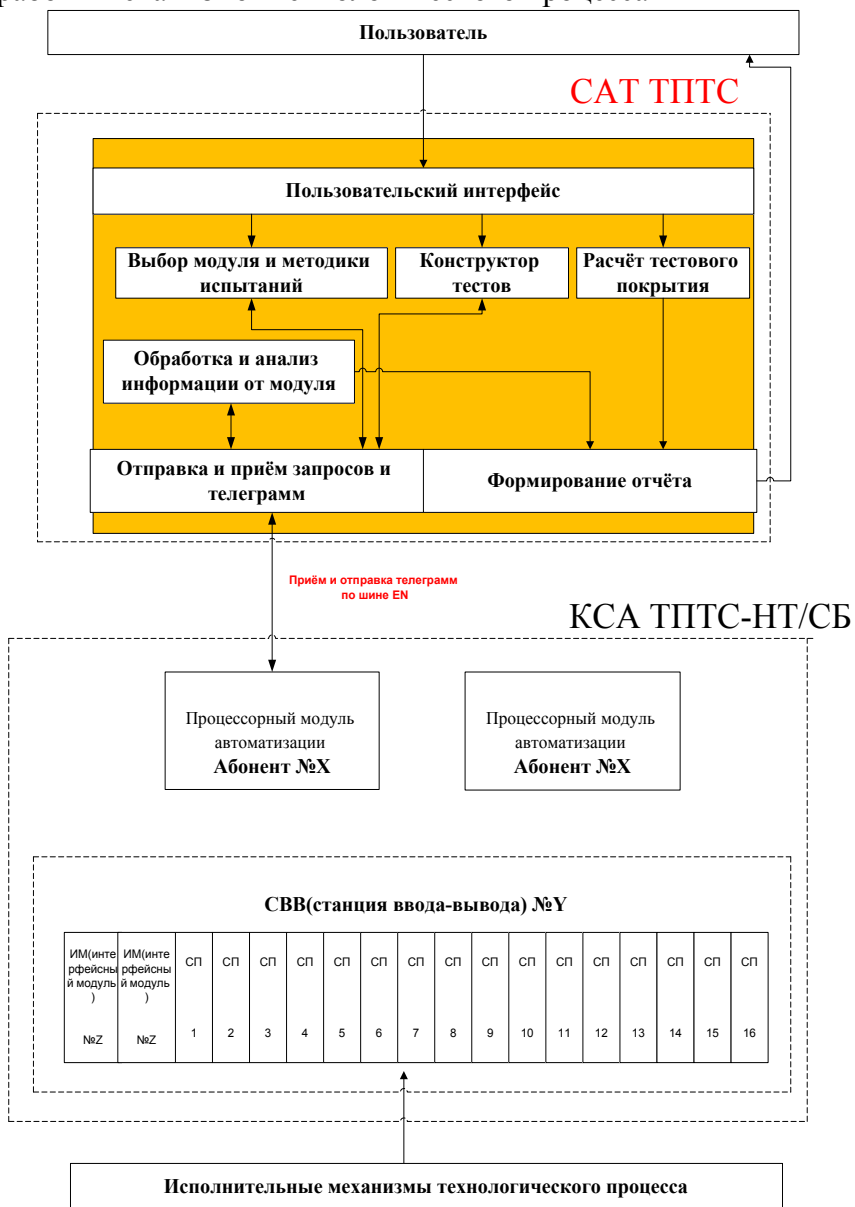 Пользователь
САТ ТПТС
Пользовательский интерфейс
Выбор модуля и методики
испытаний
Конструктор
тестов
Расчёт тестового
покрытия
Обработка и анализ
информации от модуля
Отправка и приём запросов и
телеграмм
Формирование отчёта
Приём и отправка телеграмм
по шине EN
КСА ТПТС-НТ/СБ
Процессорный модуль
автоматизации
Абонент №X
Процессорный модуль
автоматизации
Абонент №X
СВВ(станция ввода-вывода) №Y
ИМ(инте
рфейсны
й модуль
)
№Z
ИМ(инте
рфейсны
й модуль
)
№Z
СП
1
СП
2
СП
3
СП
4
СП
5
СП
6
СП
7
СП
8
СП
9
СП
10
СП
11
СП
12
СП
13
СП
14
СП
15
СП
16
Исполнительные механизмы технологического процесса